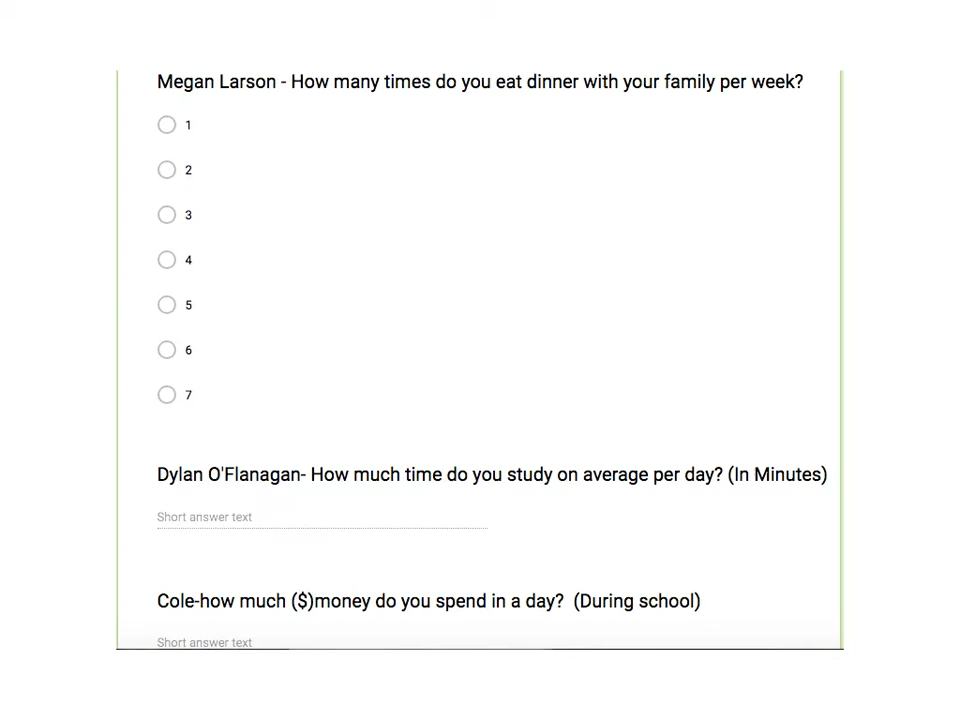 Megan Larson - How many times do you eat dinner with your family per week?
1
2
3
4
5
6
7
Dylan O'Flanagan- How much time do you study on average per day? (In Minutes)
Short answer text
Cole-how much ($)money do you spend in a day?  (During school)
Short answer text